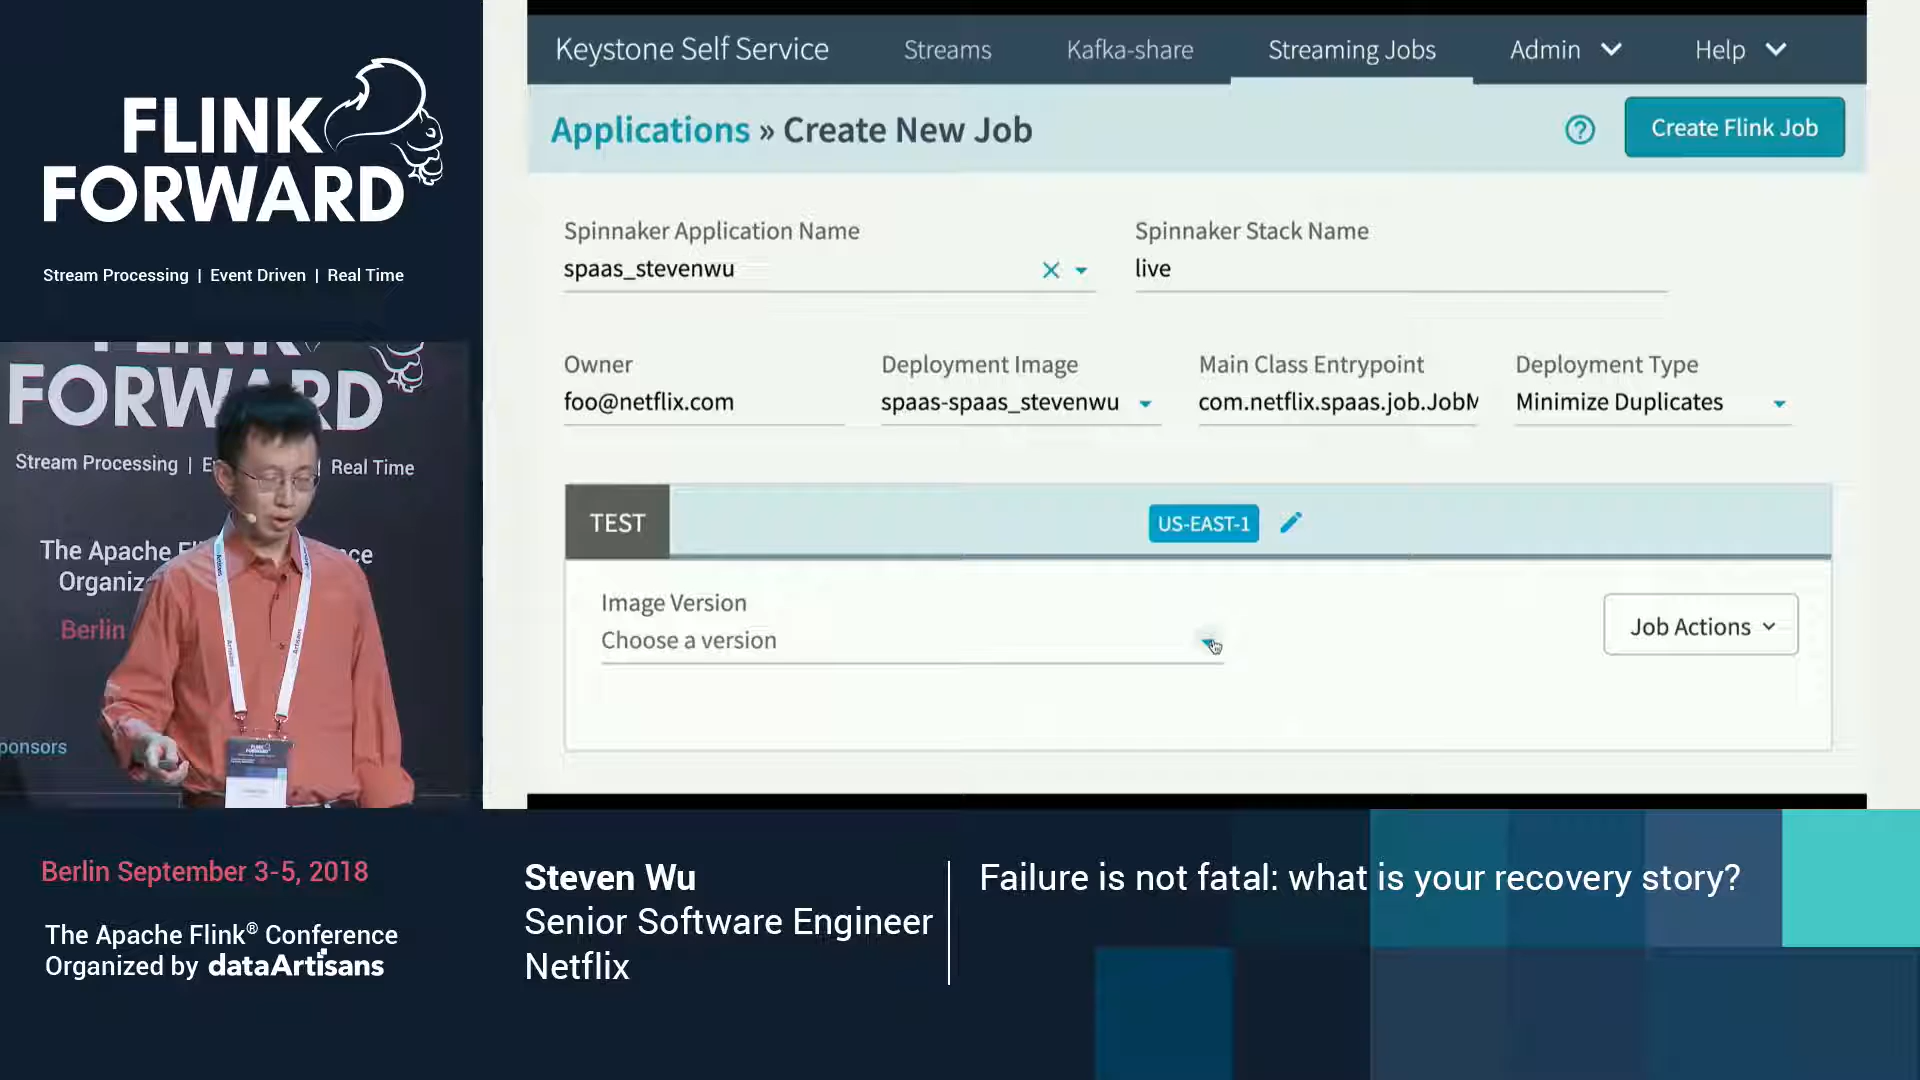 FLINK
FORWARD
Stream Processing | Event Driven | Real Time
FORWARD
Stream Processing | E
| Real Time
The Apache Fl
ce
Organiz
Berlin
ponsors
FLINK
FORWARD
Keystone Self Service
Streams
Kafka-share
Streaming Jobs
Admin
Help
Applications » Create New Job
Create Flink Job
Spinnaker Application Name
spaas_stevenwu
Spinnaker Stack Name
live
Owner
foo@netflix.com
Deployment Image
spaas-spaas_stevenwu
Main Class Entrypoint
com.netflix.spaas.job.JobM
Deployment Type
Minimize Duplicates
TEST
US-EAST-1
Image Version
Choose a version
Job Actions
Berlin September 3-5, 2018
The Apache Flink® Conference
Organized by dataArtisans
Steven Wu
Senior Software Engineer
Netflix
Failure is not fatal: what is your recovery story?